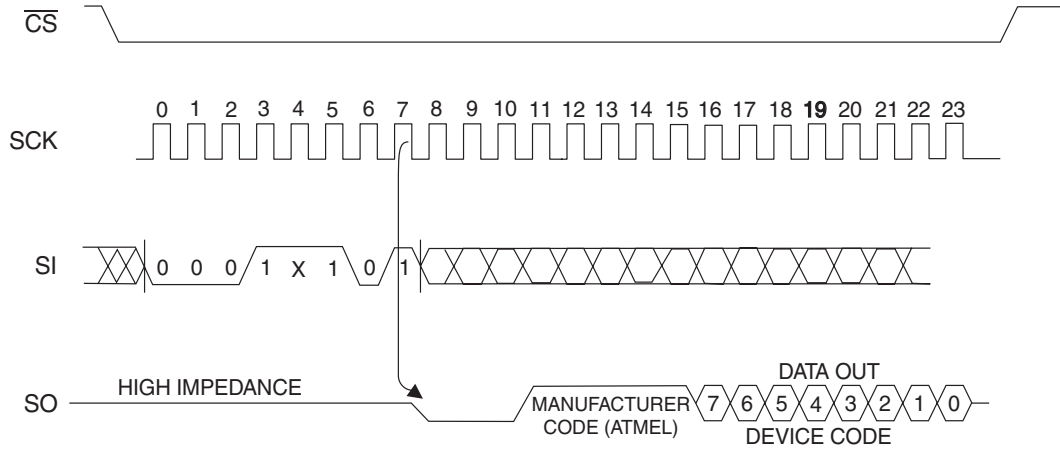 CS
0 1 2 3 4 5 6 7 8 9 10 11 12 13 14 15 16 17 18 19 20 21 22 23
SCK
SI
0 0 0 1 X 1 0 1
HIGH IMPEDANCE
DATA OUT
SO
MANUFACTURER
CODE (ATMEL)
7 6 5 4 3 2 1 0
DEVICE CODE